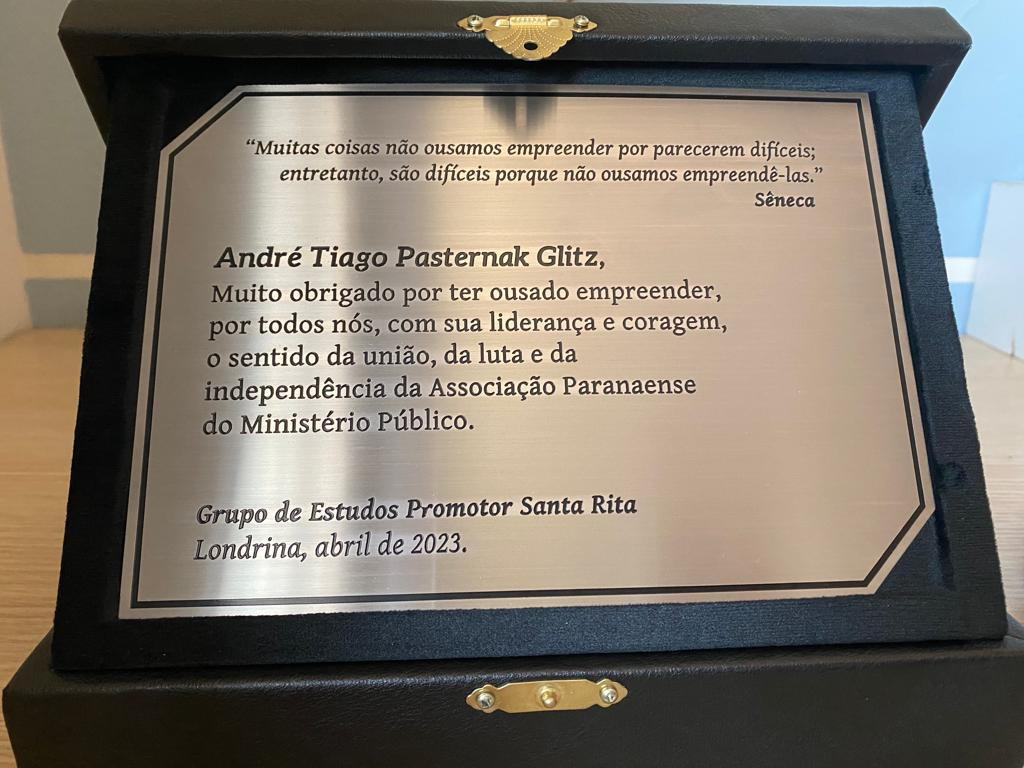 “Muitas coisas não ousamos empreender por parecerem difíceis;
entretanto, são difíceis porque não ousamos empreendê-las.”
Sêneca
André Tiago Pasternak Glitz,
Muito obrigado por ter ousado empreender,
por todos nós, com sua liderança e coragem,
o sentido da união, da luta e da
independência da Associação Paranaense
do Ministério Público.
Grupo de Estudos Promotor Santa Rita
Londrina, abril de 2023.